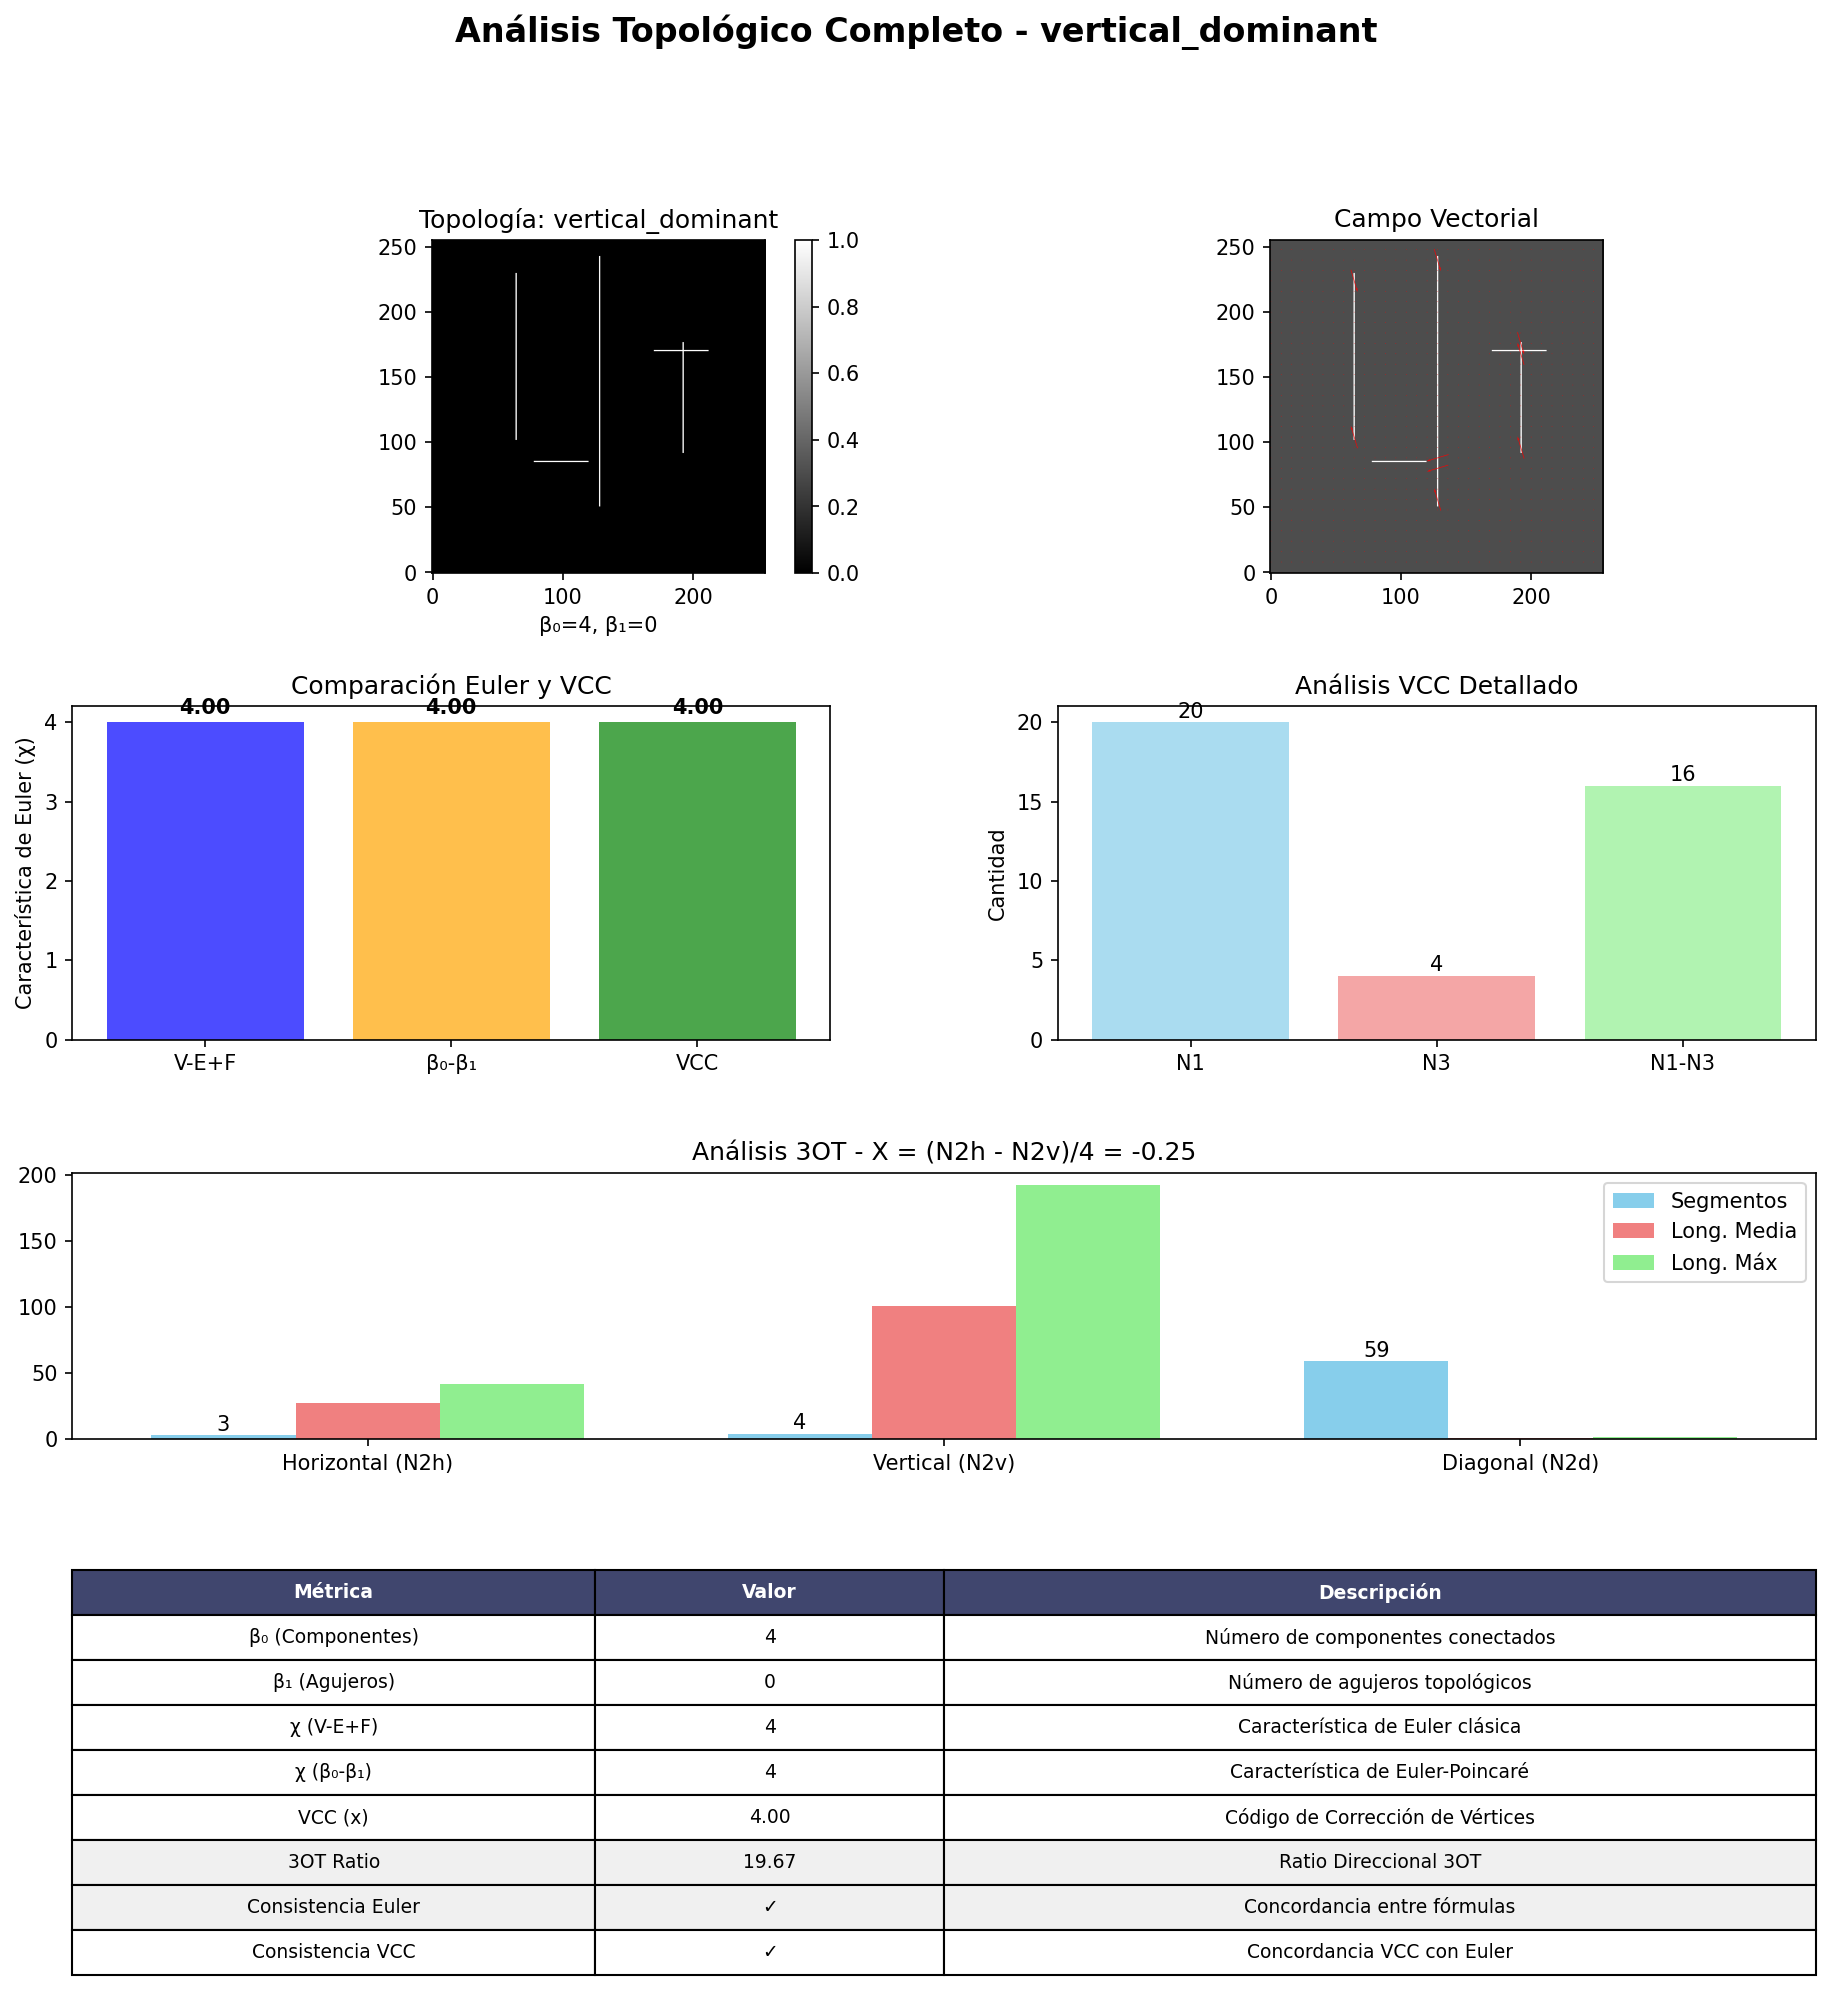 Análisis Topológico Completo - vertical_dominant
Topología: vertical_dominant
250
200
150
100
50
0
0
100
200
β₀=4, β₁=0
1.0
0.8
0.6
0.4
0.2
0.0
Campo Vectorial
250
200
150
100
50
0
0
100
200
Comparación Euler y VCC
Característica de Euler (χ)
4
3
2
1
0
4.00
4.00
4.00
V-E+F
β₀-β₁
VCC
Análisis VCC Detallado
Cantidad
20
15
10
5
0
20
4
16
N1
N3
N1-N3
Análisis 3OT - X = (N2h - N2v)/4 = -0.25
200
150
100
50
0
3
4
59
Segmentos
Long. Media
Long. Máx
Horizontal (N2h)
Vertical (N2v)
Diagonal (N2d)
Métrica Valor Descripción
β₀ (Componentes) 4 Número de componentes conectados
β₁ (Agujeros) 0 Número de agujeros topológicos
χ (V-E+F) 4 Característica de Euler clásica
χ (β₀-β₁) 4 Característica de Euler-Poincaré
VCC (x) 4.00 Código de Corrección de Vértices
3OT Ratio 19.67 Ratio Direccional 3OT
Consistencia Euler ✓ Concordancia entre fórmulas
Consistencia VCC ✓ Concordancia VCC con Euler